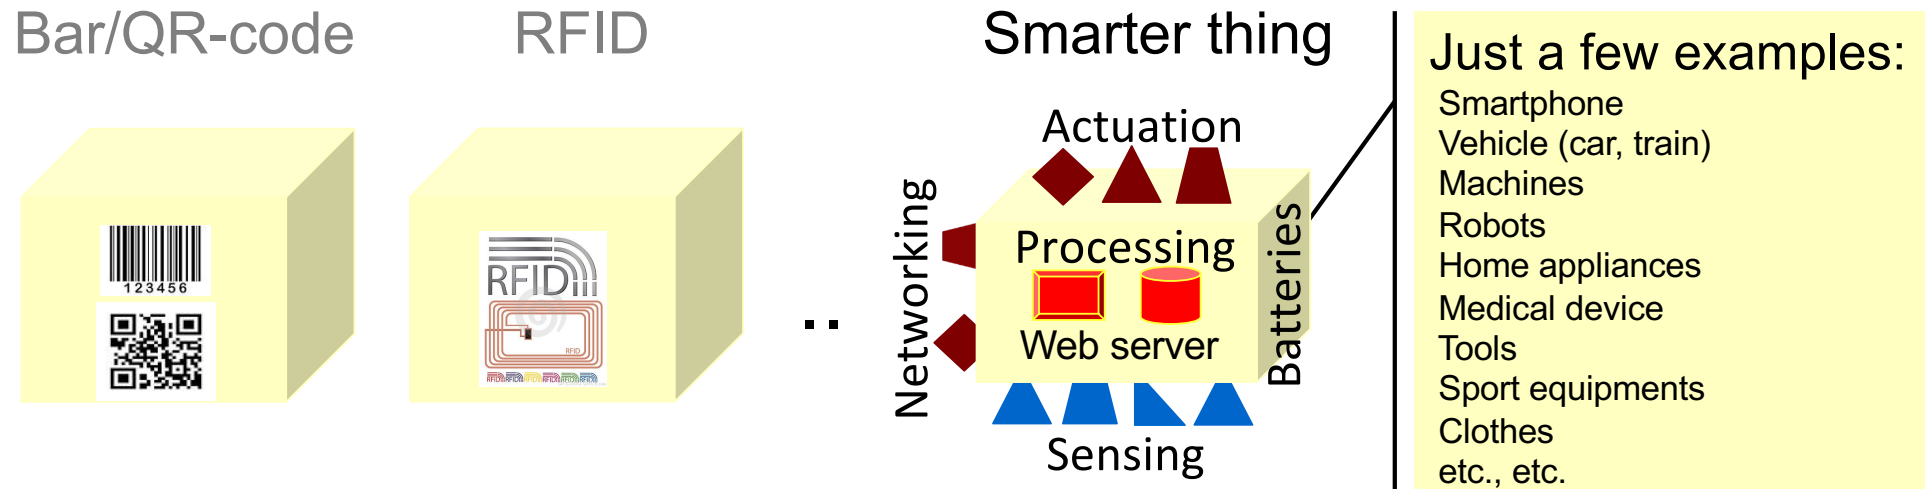 Bar/QR-code
RFID
Smarter thing
123456
RFID
RFID
..
Actuation
Networking
Processing
Web server
Batteries
Sensing
Just a few examples:
Smartphone
Vehicle (car, train)
Machines
Robots
Home appliances
Medical device
Tools
Sport equipments
Clothes
etc., etc.